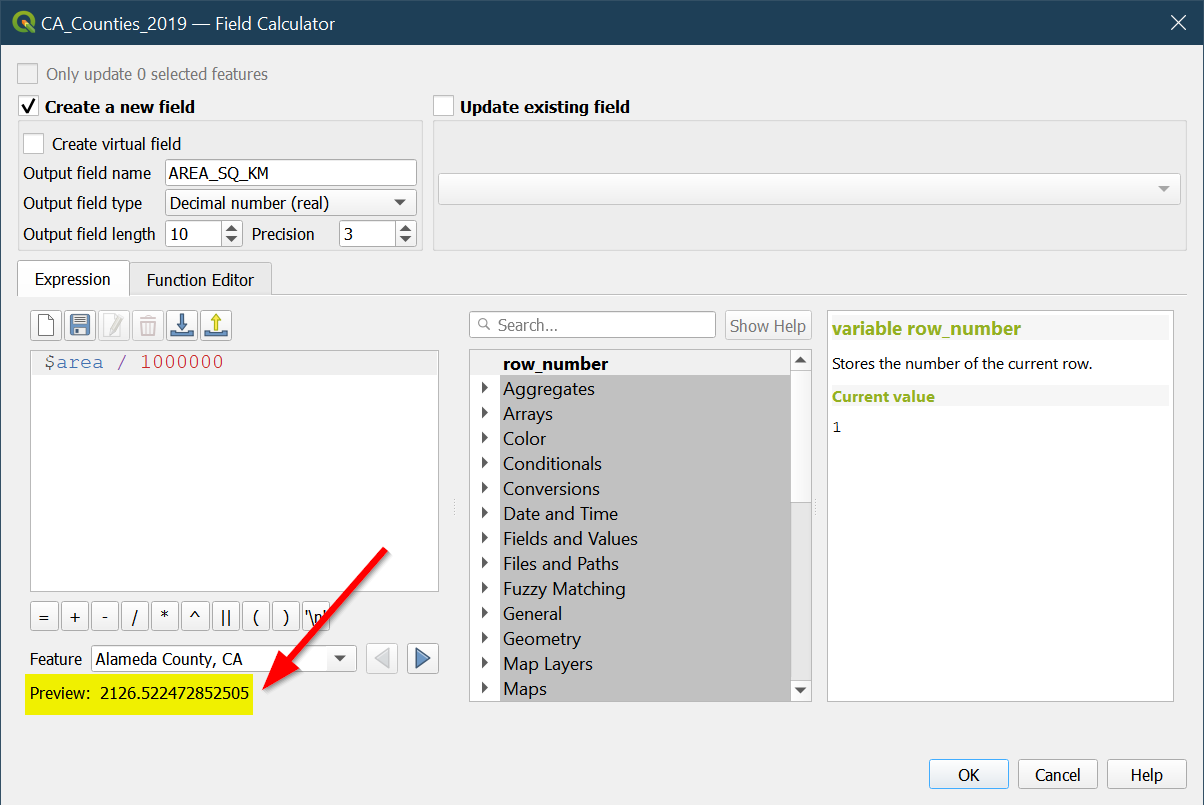 CA_Counties_2019 — Field Calculator
Only update 0 selected features
Create a new field
Update existing field
Create virtual field
Output field name AREA_SQ_KM
Output field type Decimal number (real)
Output field length 10 Precision 3
Expression Function Editor
Search... Show Help
$area / 1000000
= + - / * ^ || ( ) '\n'
Feature Alameda County, CA
Preview: 2126.522472852505
row_number
Aggregates
Arrays
Color
Conditionals
Conversions
Date and Time
Fields and Values
Files and Paths
Fuzzy Matching
General
Geometry
Map Layers
Maps
variable row_number
Stores the number of the current row.
Current value
1
OK Cancel Help